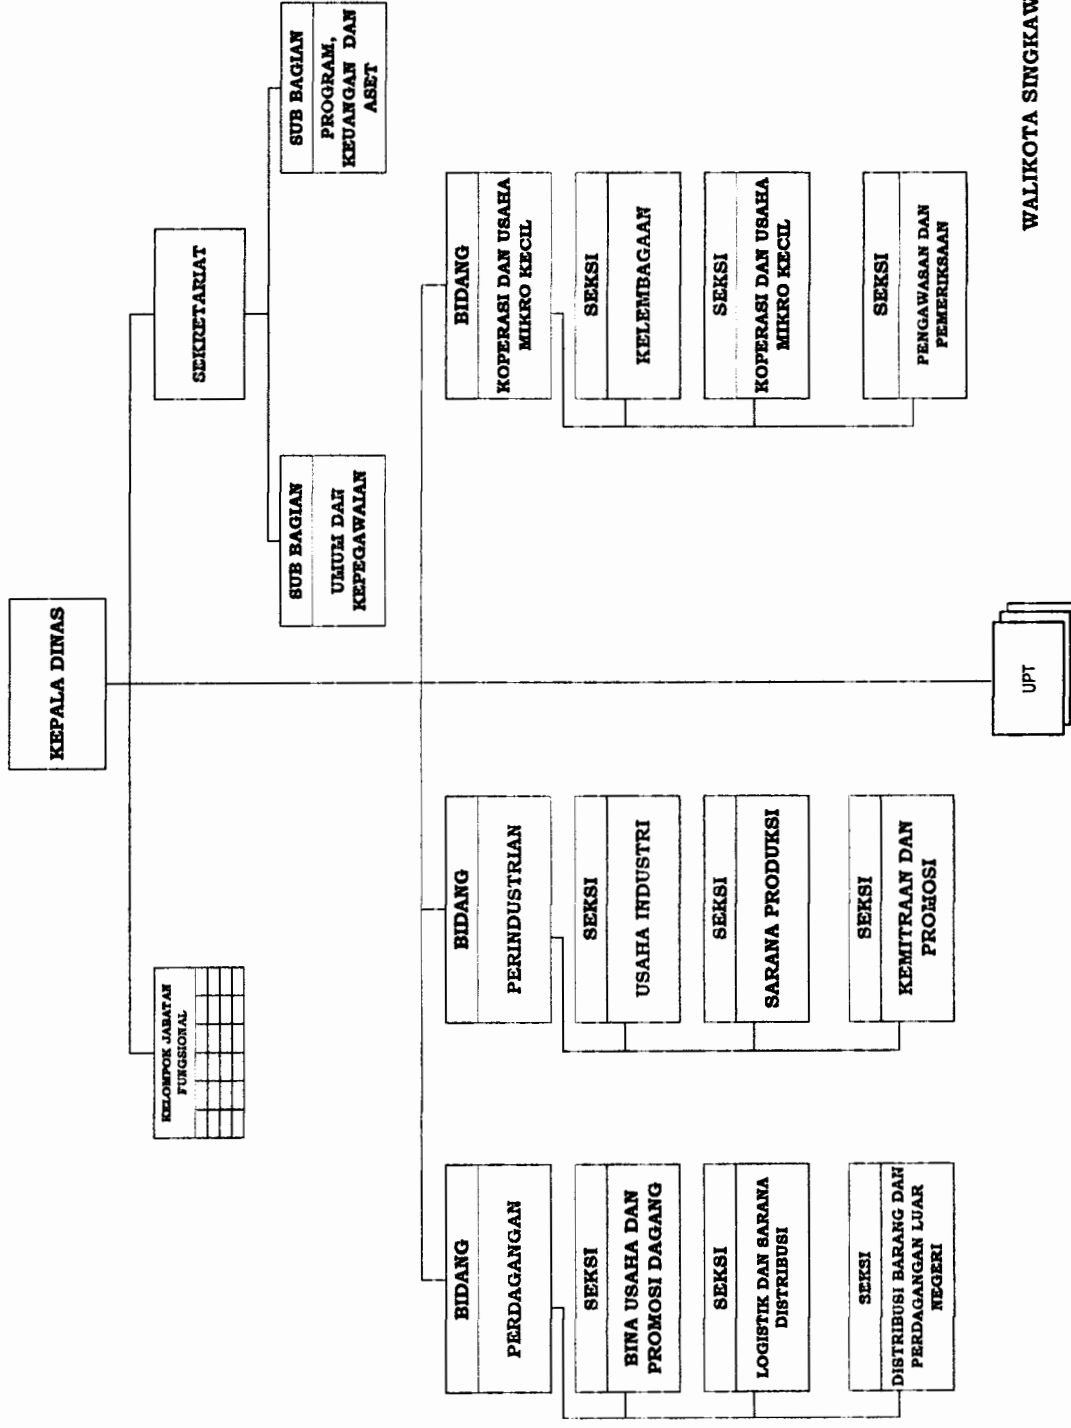 KEPALA DINAS
KELOMPOK JABATAN
FUNGSIONAL
SEKRETARIAT
SUB BAGIAN
UMUM DAN
KEPEGAWAIAN
SUB BAGIAN
PROGRAM,
KEUANGAN DAN
ASET
BIDANG
PERDAGANGAN
SEKSI
BINA USAHA DAN
PROMOSI DAGANG
SEKSI
LOGISTIK DAN SARANA
DISTRIBUSI
SEKSI
DISTRIBUSI BARANG DAN
PERDAGANGAN LUAR
NEGERI
BIDANG
PERINDUSTRIAN
SEKSI
USAHA INDUSTRI
SEKSI
SARANA PRODUKSI
SEKSI
KEMITRAAN DAN
PROMOSI
BIDANG
KOPERASI DAN USAHA
MIKRO KECIL
SEKSI
KELEMBAGAAN
SEKSI
KOPERASI DAN USAHA
MIKRO KECIL
SEKSI
PENGAWASAN DAN
PEMERIKSAAN
UPT
WALIKOTA SINGKAW